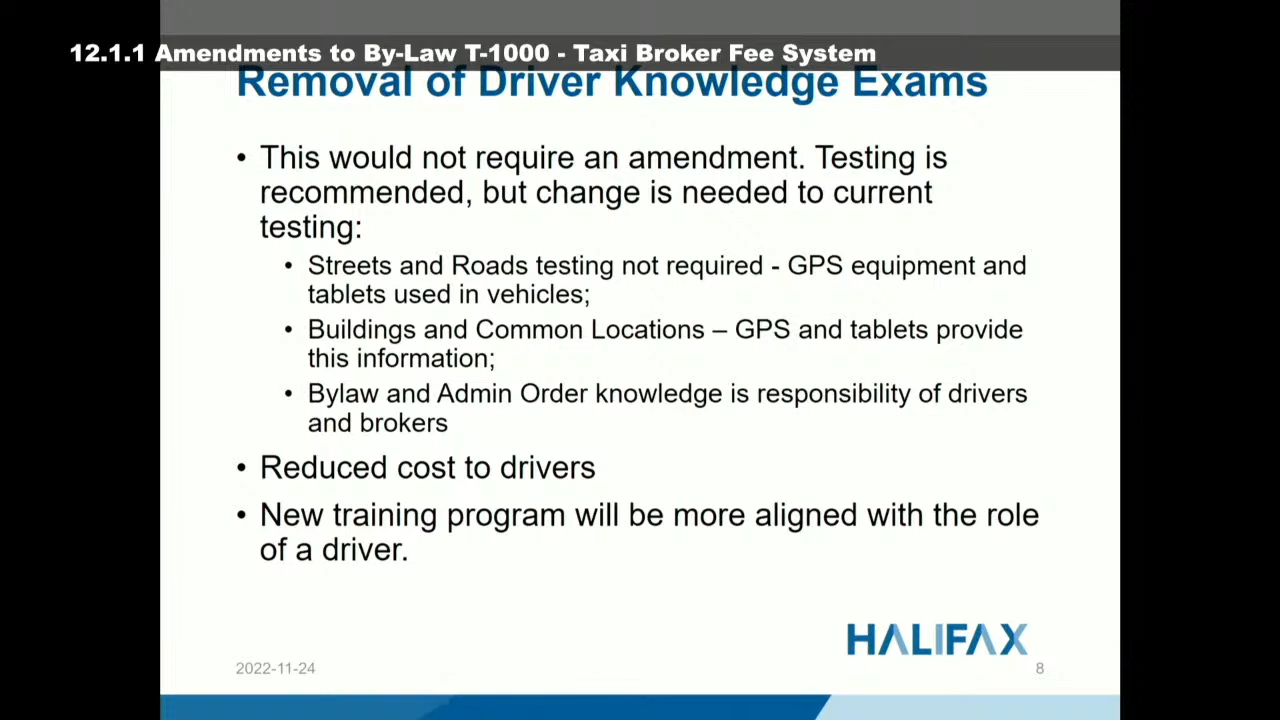 12.1.1 Amendments to By-Law T-1000 - Taxi Broker Fee System
Removal of Driver Knowledge Exams
• This would not require an amendment. Testing is
recommended, but change is needed to current
testing:
• Streets and Roads testing not required - GPS equipment and
tablets used in vehicles;
• Buildings and Common Locations – GPS and tablets provide
this information;
• Bylaw and Admin Order knowledge is responsibility of drivers
and brokers
• Reduced cost to drivers
• New training program will be more aligned with the role
of a driver.
HALIFAX
2022-11-24
8